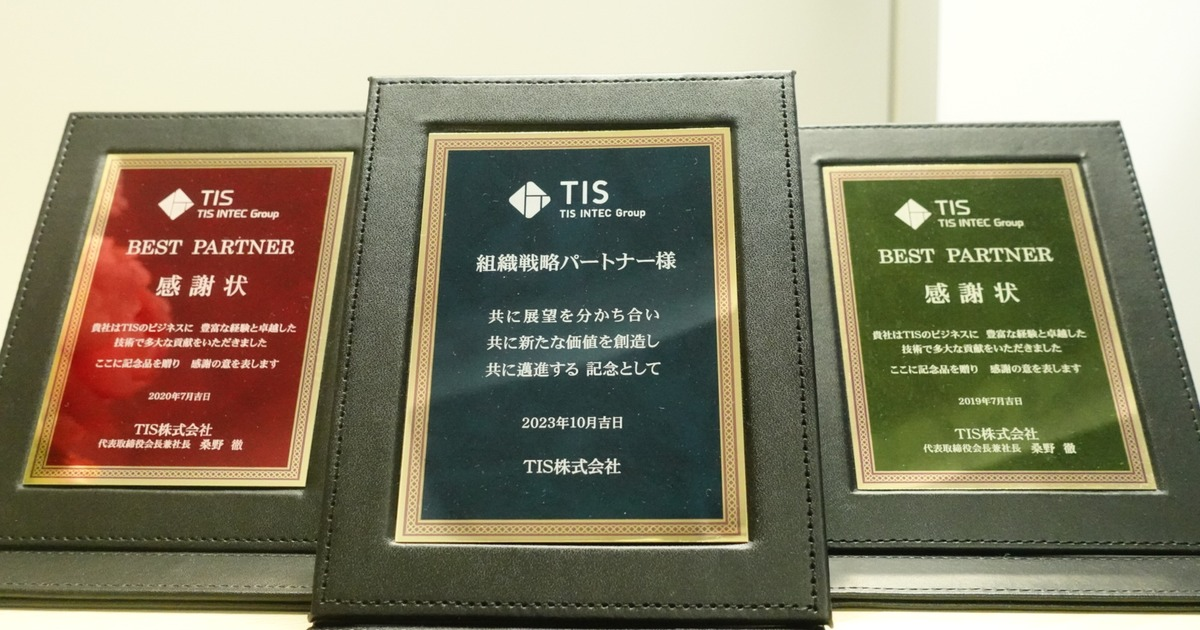 TIS
TIS INTEC Group
BEST PARTNER
感謝状
貴社はTISのビジネスに 豊富な経験と卓越した
技術で多大な貢献をいただきました
ここに記念品を贈り 感謝の意を表します
2020年7月吉日
TIS株式会社
代表取締役会長兼社長 桑野 徹
TIS
TIS INTEC Group
組織戦略パートナー様
共に展望を分かち合い
共に新たな価値を創造し
共に邁進する 記念として
2023年10月吉日
TIS株式会社
TIS
TIS INTEC Group
BEST PARTNER
感謝状
貴社はTISのビジネスに 豊富な経験と卓越した
技術で多大な貢献をいただきました
ここに記念品を贈り 感謝の意を表します
2019年7月吉日
TIS株式会社
代表取締役会長兼社長 桑野 徹